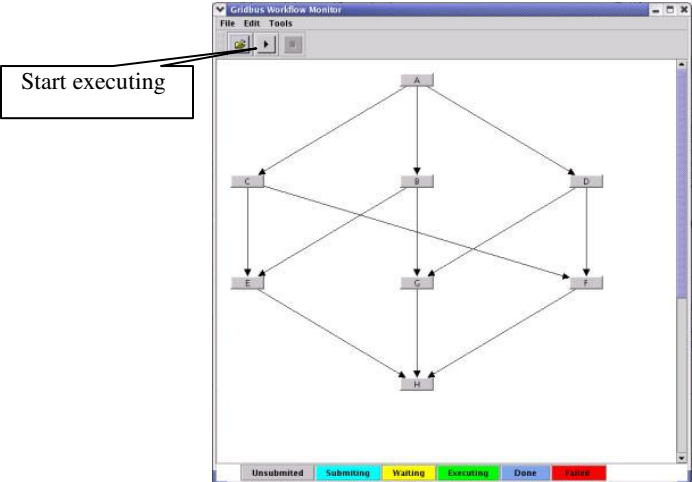 Gridbus Workflow Monitor
File Edit Tools
Start executing
A
C B D
E G F
H
Unsubmited Submiting Waiting Executing Done Failed